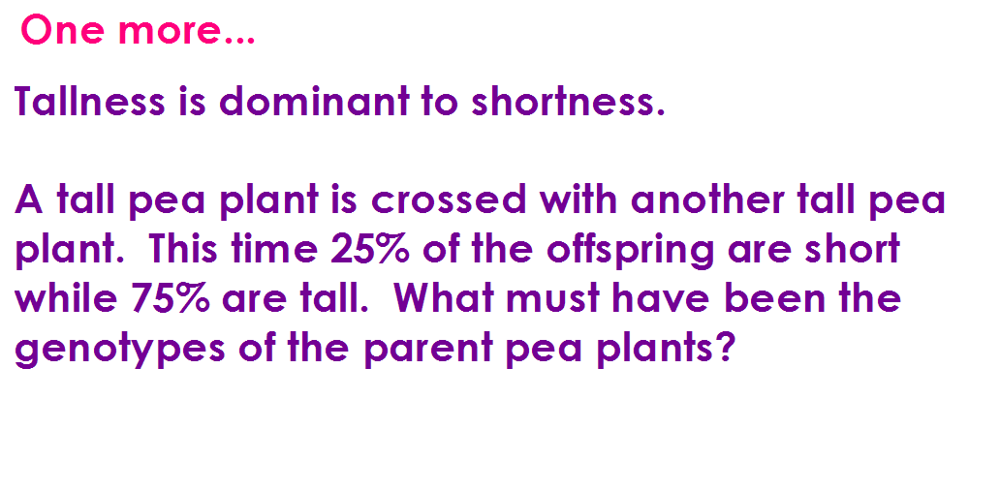 One more...
Tallness is dominant to shortness.
A tall pea plant is crossed with another tall pea
plant.  This time 25% of the offspring are short
while 75% are tall.  What must have been the
genotypes of the parent pea plants?